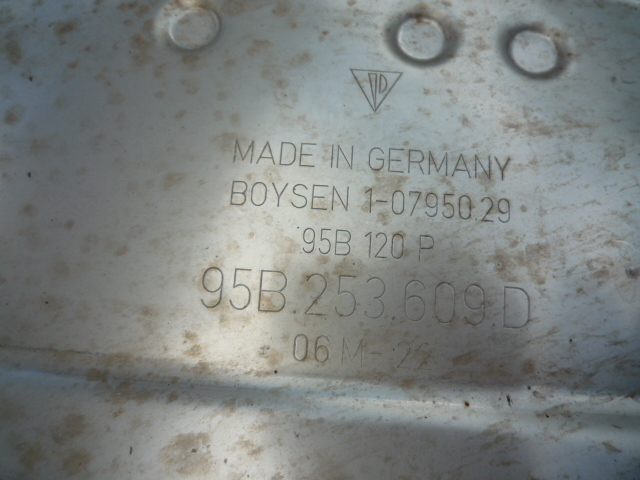 MADE IN GERMANY
BOYSEN 1-07950.29
95B 120 P
95B.253.609.D
06 M-